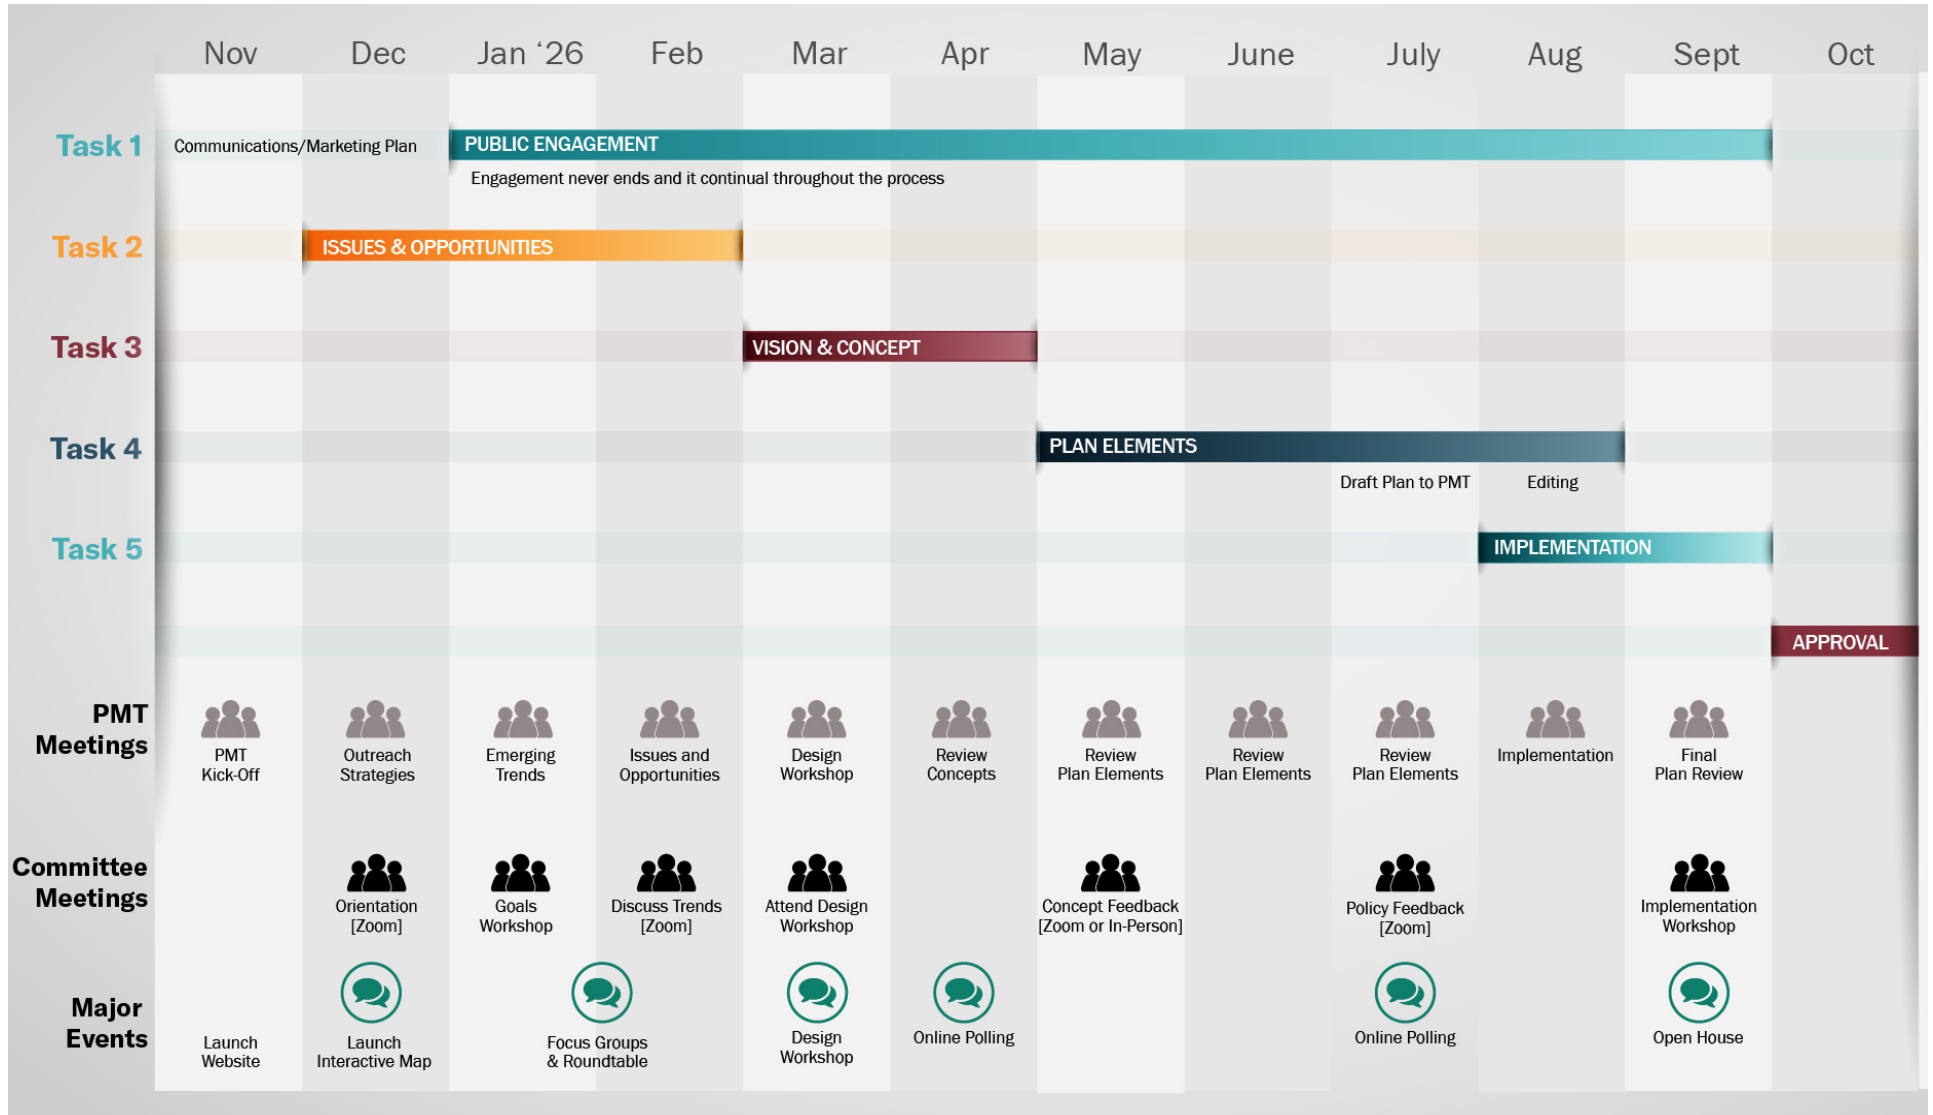 Nov Dec Jan ‘26 Feb Mar Apr May June July Aug Sept Oct
Task 1
Communications/Marketing Plan
PUBLIC ENGAGEMENT
Engagement never ends and it continual throughout the process
Task 2
ISSUES & OPPORTUNITIES
Task 3
VISION & CONCEPT
Task 4
PLAN ELEMENTS
Draft Plan to PMT
Editing
Task 5
IMPLEMENTATION
APPROVAL
PMT
Meetings
PMT
Kick-Off
Outreach
Strategies
Emerging
Trends
Issues and
Opportunities
Design
Workshop
Review
Concepts
Review
Plan Elements
Review
Plan Elements
Review
Plan Elements
Implementation
Final
Plan Review
Committee
Meetings
Orientation
[Zoom]
Goals
Workshop
Discuss Trends
[Zoom]
Attend Design
Workshop
Concept Feedback
[Zoom or In-Person]
Policy Feedback
[Zoom]
Implementation
Workshop
Major
Events
Launch
Website
Launch
Interactive Map
Focus Groups
& Roundtable
Design
Workshop
Online Polling
Online Polling
Open House